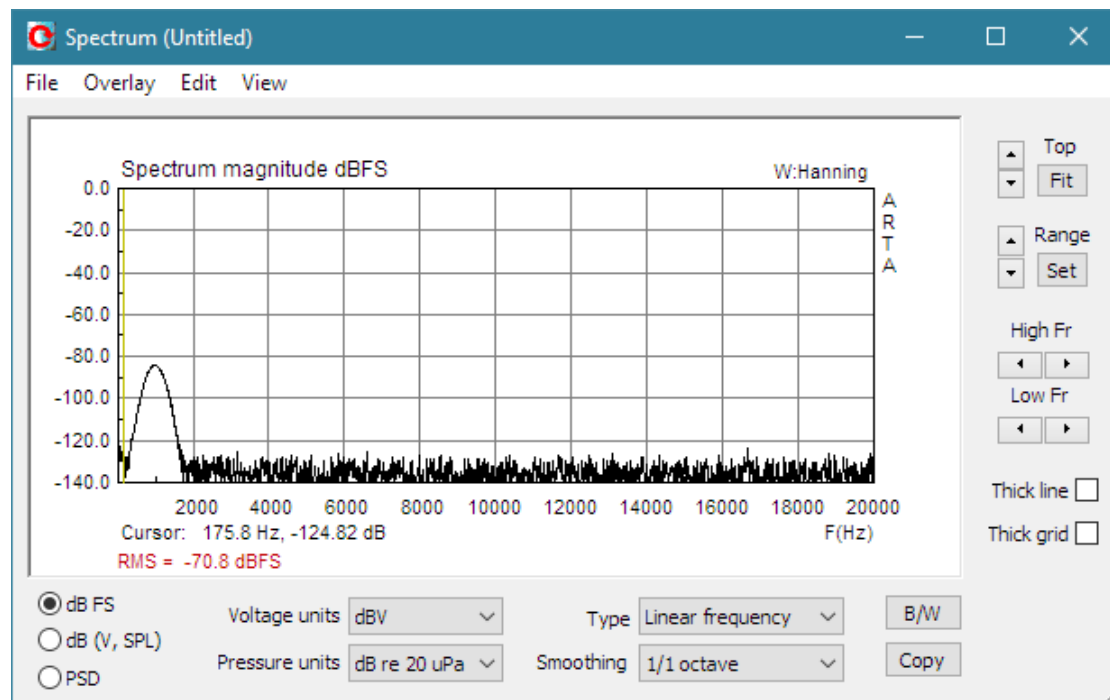 Spectrum (Untitled)
File Overlay Edit View
Spectrum magnitude dBFS
W:Hanning
0.0
-20.0
-40.0
-60.0
-80.0
-100.0
-120.0
-140.0
A
R
T
A
2000 4000 6000 8000 10000 12000 14000 16000 18000 20000
Cursor: 175.8 Hz, -124.82 dB
F(Hz)
RMS = -70.8 dBFS
Top
Fit
Range
Set
High Fr
Low Fr
Thick line
Thick grid
dB FS
dB (V, SPL)
PSD
Voltage units dBV
Pressure units dB re 20 uPa
Type Linear frequency
Smoothing 1/1 octave
B/W
Copy